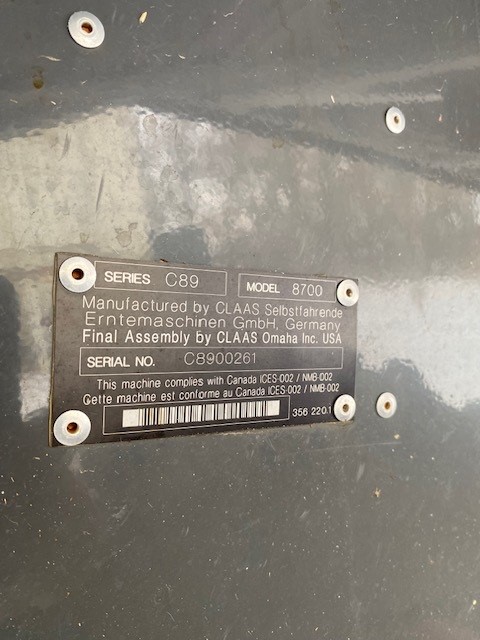 SERIES C89 MODEL 8700
Manufactured by CLAAS Selbstfahrende
Erntemaschinen GmbH, Germany
Final Assembly by CLAAS Omaha Inc. USA
SERIAL NO. C8900261
This machine complies with Canada ICES-002 / NMB-002
Cette machine est conforme au Canada ICES-002 / NMB-002
356 220.1